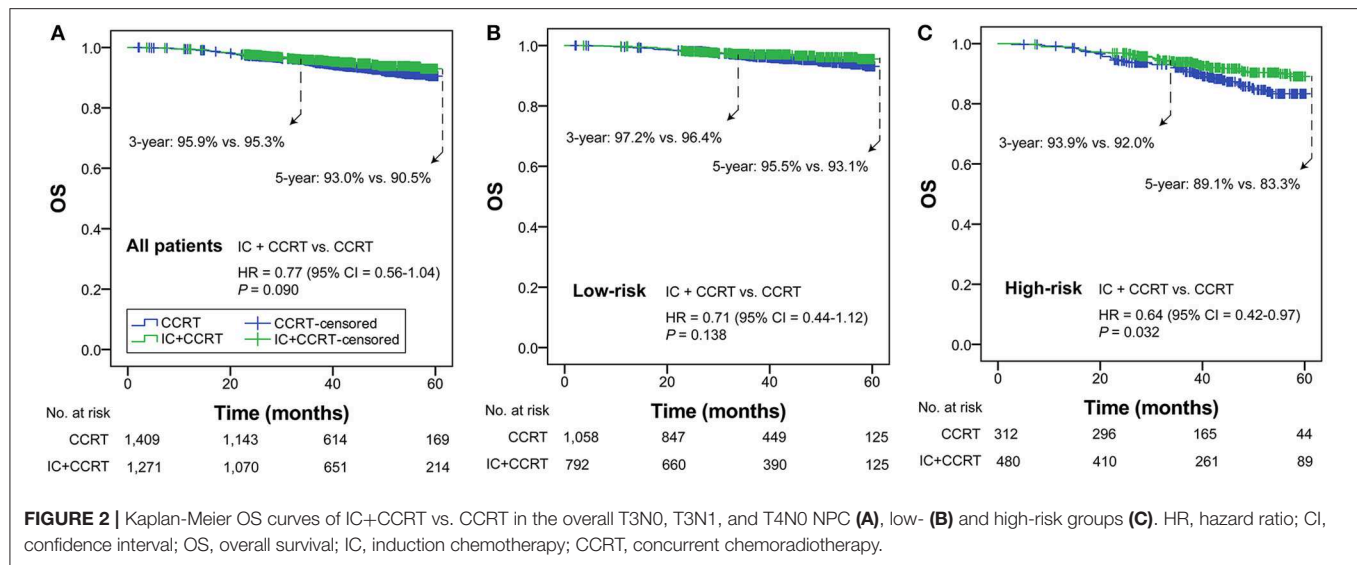 A
1.0
0.8
0.6
0.4
0.2
0.0
OS
3-year: 95.9% vs. 95.3%
5-year: 93.0% vs. 90.5%
All patients IC + CCRT vs. CCRT
HR = 0.77 (95% CI = 0.56-1.04)
P = 0.090
CCRT CCRT-censored
IC+CCRT IC+CCRT-censored
0 20 40 60
No. at risk Time (months)
CCRT 1,409 1,143 614 169
IC+CCRT 1,271 1,070 651 214
B
1.0
0.8
0.6
0.4
0.2
0.0
OS
3-year: 97.2% vs. 96.4%
5-year: 95.5% vs. 93.1%
Low-risk IC + CCRT vs. CCRT
HR = 0.71 (95% CI = 0.44-1.12)
P = 0.138
0 20 40 60
No. at risk Time (months)
CCRT 1,058 847 449 125
IC+CCRT 792 660 390 125
C
1.0
0.8
0.6
0.4
0.2
0.0
OS
3-year: 93.9% vs. 92.0%
5-year: 89.1% vs. 83.3%
High-risk IC + CCRT vs. CCRT
HR = 0.64 (95% CI = 0.42-0.97)
P = 0.032
0 20 40 60
No. at risk Time (months)
CCRT 312 296 165 44
IC+CCRT 480 410 261 89
FIGURE 2 | Kaplan-Meier OS curves of IC+CCRT vs. CCRT in the overall T3N0, T3N1, and T4N0 NPC (A), low- (B) and high-risk groups (C). HR, hazard ratio; CI,
confidence interval; OS, overall survival; IC, induction chemotherapy; CCRT, concurrent chemoradiotherapy.